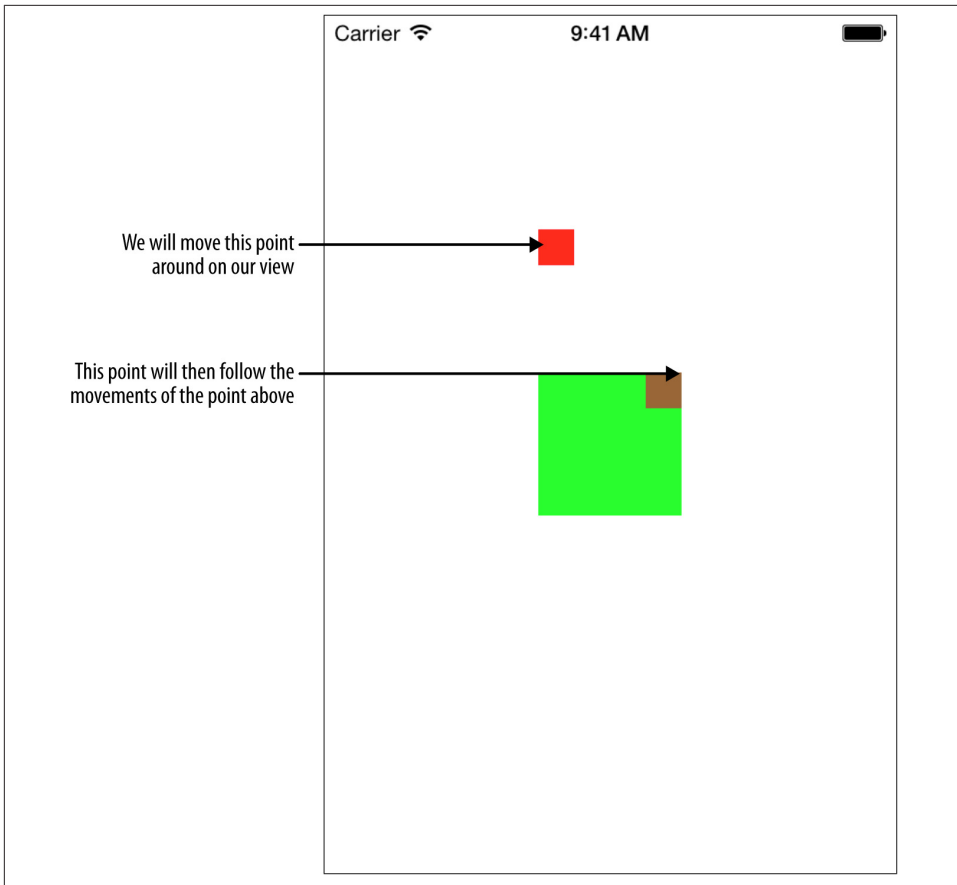 Carrier 9:41 AM
We will move this point
around on our view
This point will then follow the
movements of the point above